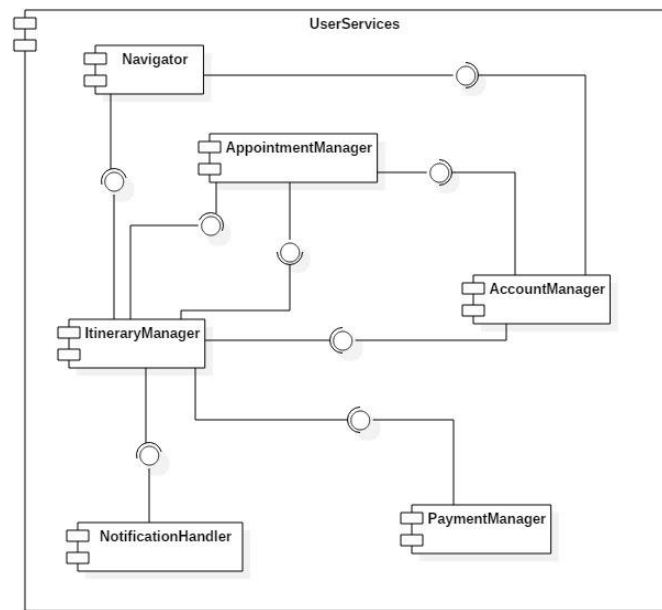 UserServices
Navigator
AppointmentManager
AccountManager
ItineraryManager
PaymentManager
NotificationHandler